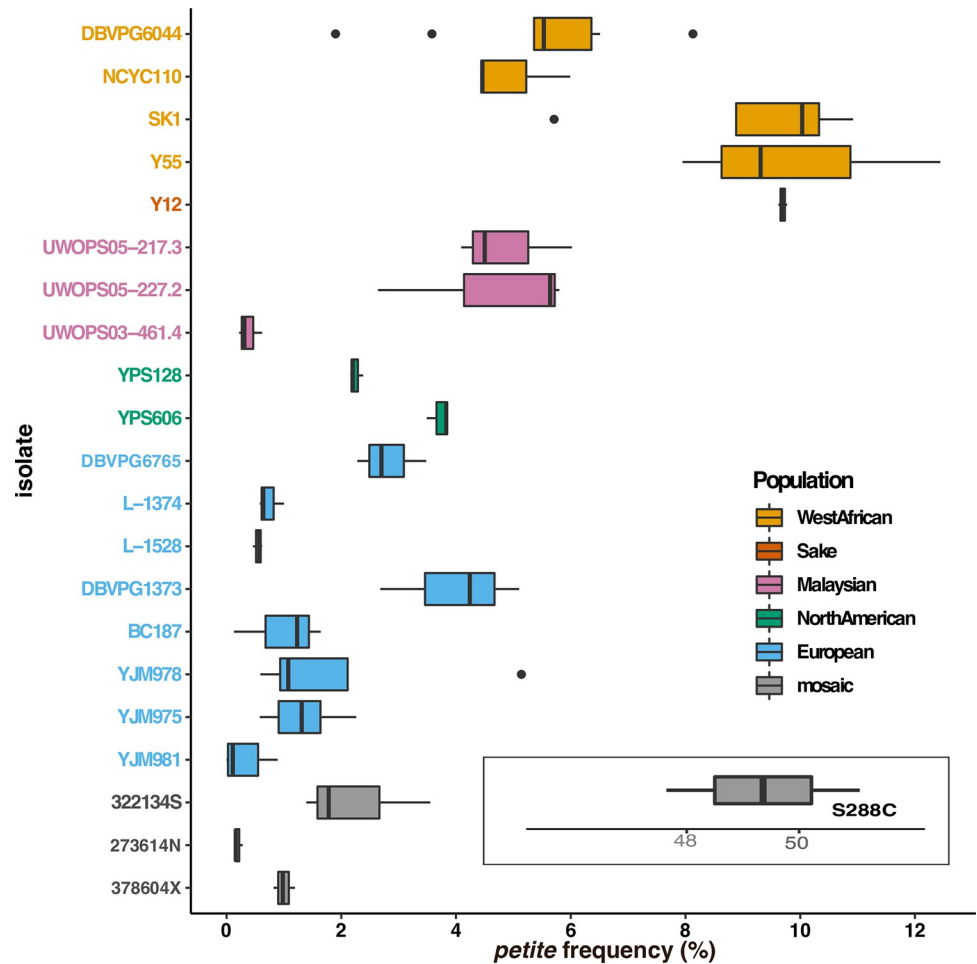 DBVPG6044
NCYC110
SK1
Y55
Y12
UWOPS05–217.3
UWOPS05–227.2
UWOPS03–461.4
YPS128
YPS606
DBVPG6765
L–1374
L–1528
DBVPG1373
BC187
YJM978
YJM975
YJM981
322134S
273614N
378604X
isolate
Population
WestAfrican
Sake
Malaysian
NorthAmerican
European
mosaic
S288C
48 50
0 2 4 6 8 10 12
petite frequency (%)